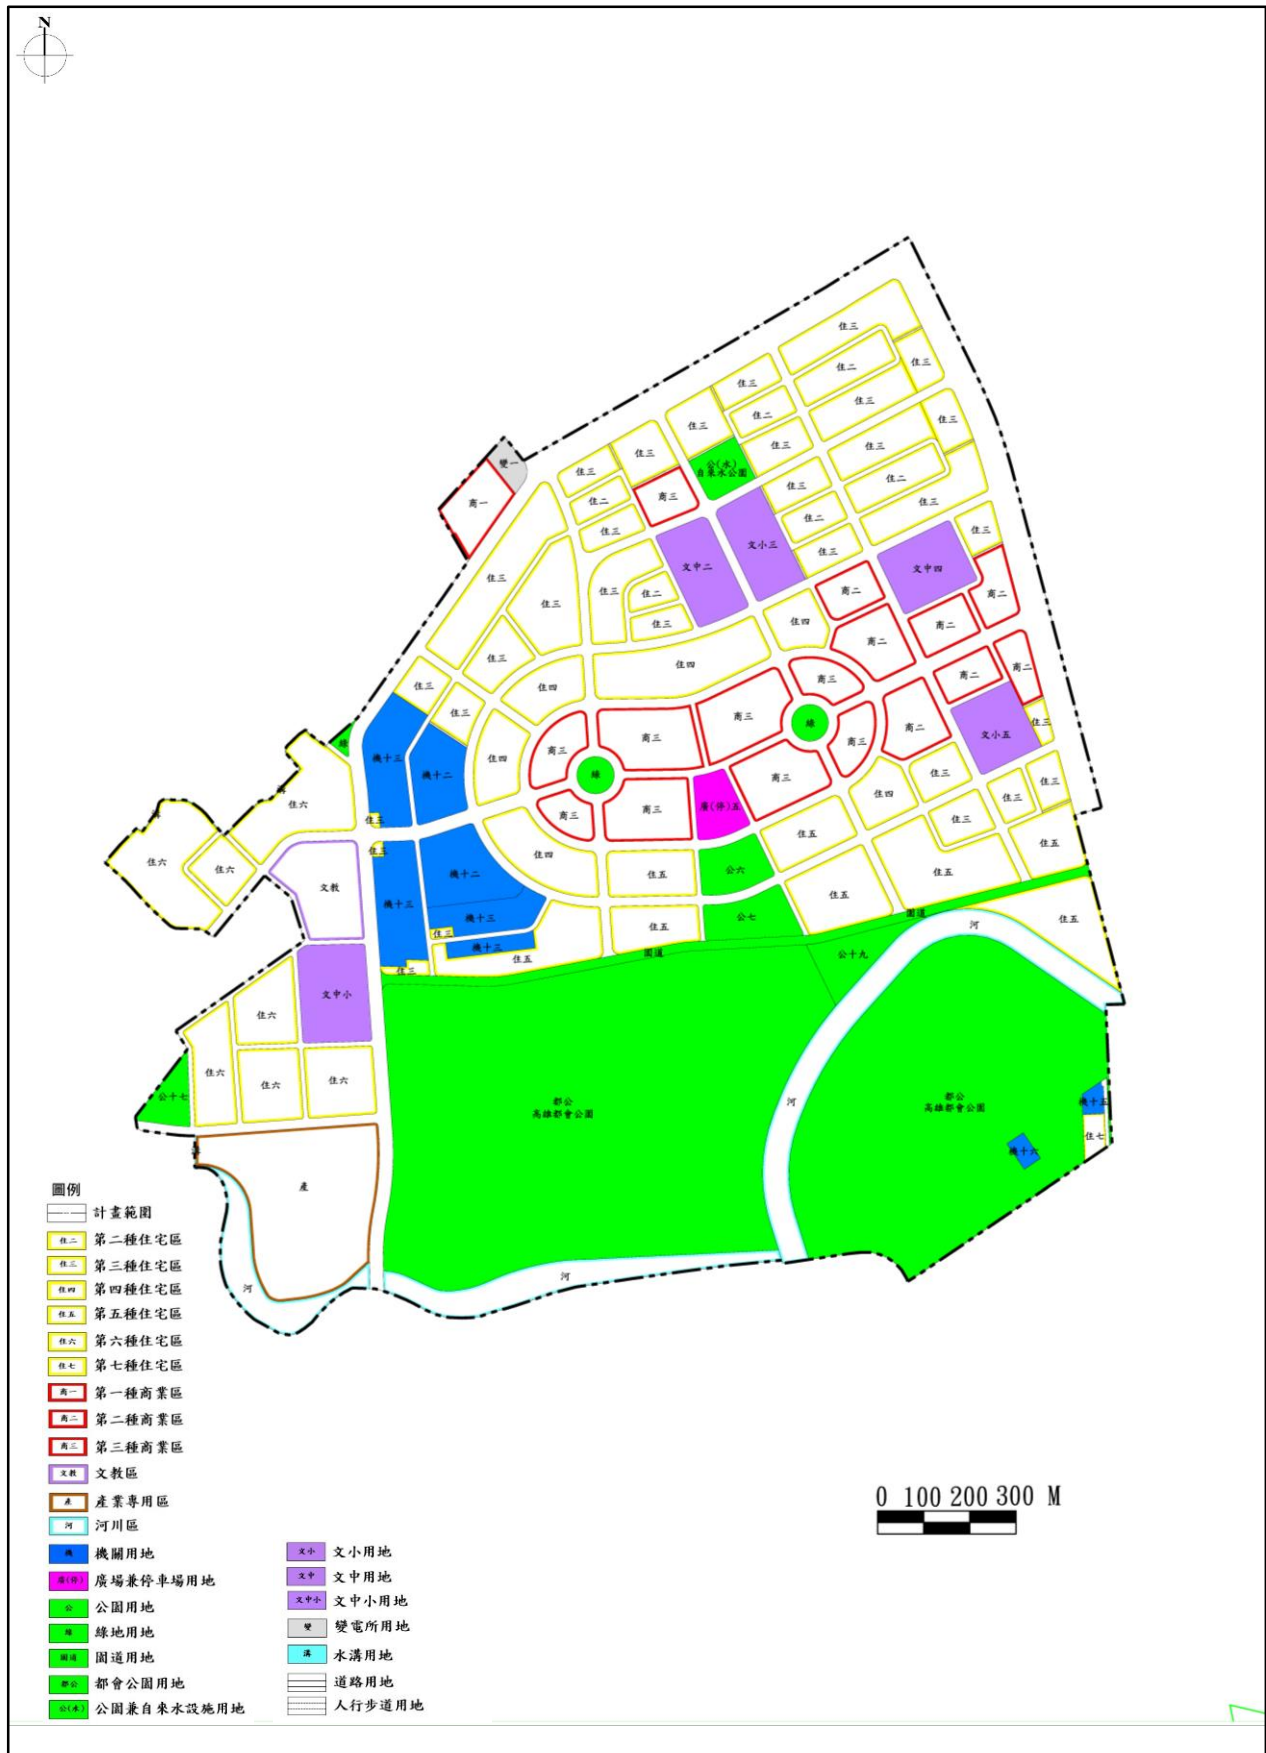 N
住三
住三
住二
住三
住三
住三
住二
住三
住三
住三
住三
住三
公(水)
自來水公園
變一
住三
住二
住三
商三
住三
商一
住二
住三
住三
住二
住三
文小三
文中二
文中四
住三
住三
住三
住三
住二
住三
商二
商二
住四
商二
商二
住三
住四
商三
商二
商二
住三
住四
住三
商三
綠
商三
商二
文小五
住三
綠
機十三
商三
商三
住四
機十二
綠
商三
住三
住三
溝
住六
商三
商三
廣(停)五
住四
住三
溝
住三
住三
住五
住五
住四
住六
住六
文教
機十二
住五
公六
住五
住五
機十三
機十三
住三
住五
公七
園道
河
住五
機十三
住三
住五
園道
公十九
文中小
住六
住六
住六
住六
公十七
都公
高雄都會公園
河
都公
高雄都會公園
機十五
住七
機十六
產
河
河
圖例
計畫範圍
住二 第二種住宅區
住三 第三種住宅區
住四 第四種住宅區
住五 第五種住宅區
住六 第六種住宅區
住七 第七種住宅區
商一 第一種商業區
商二 第二種商業區
商三 第三種商業區
文教 文教區
產 產業專用區
河 河川區
機 機關用地
廣(停) 廣場兼停車場用地
公 公園用地
綠 綠地用地
園道 園道用地
都公 都會公園用地
公(水) 公園兼自來水設施用地
文小 文小用地
文中 文中用地
文中小 文中小用地
變 變電所用地
溝 水溝用地
道路用地
人行步道用地
0 100 200 300 M